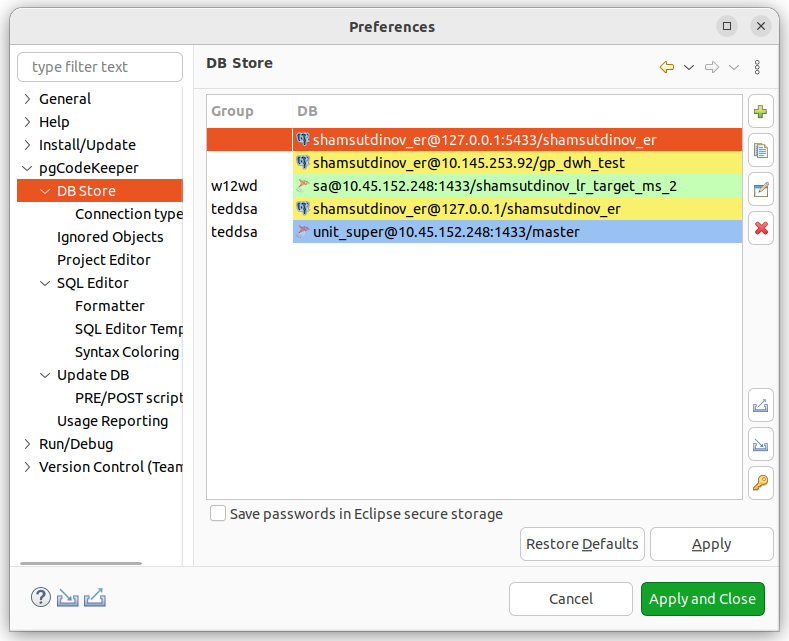 Preferences
type filter text
General
Help
Install/Update
pgCodeKeeper
DB Store
Connection type
Ignored Objects
Project Editor
SQL Editor
Formatter
SQL Editor Temp
Syntax Coloring
Update DB
PRE/POST script
Usage Reporting
Run/Debug
Version Control (Team
DB Store
Group DB
shamsutdinov_er@127.0.0.1:5433/shamsutdinov_er
shamsutdinov_er@10.145.253.92/gp_dwh_test
w12wd sa@10.45.152.248:1433/shamsutdinov_lr_target_ms_2
teddsa shamsutdinov_er@127.0.0.1/shamsutdinov_er
teddsa unit_super@10.45.152.248:1433/master
Save passwords in Eclipse secure storage
Restore Defaults Apply
? Cancel Apply and Close